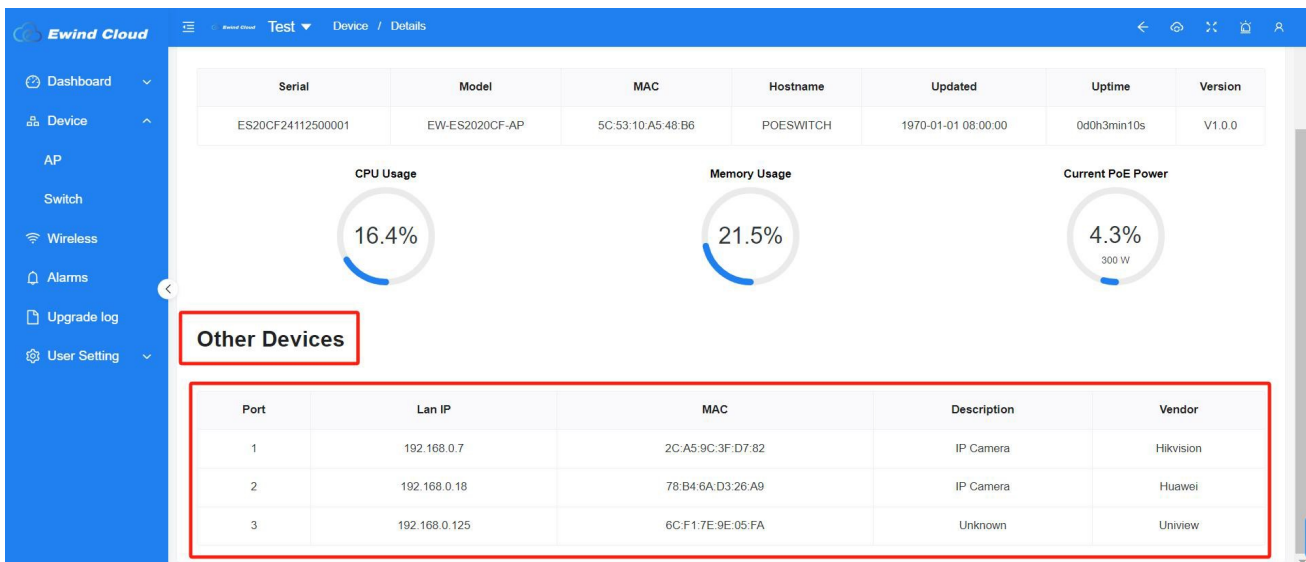 Ewind Cloud
Ewind Cloud Test Device / Details
Dashboard
Device
AP
Switch
Wireless
Alarms
Upgrade log
User Setting
Serial Model MAC Hostname Updated Uptime Version
ES20CF24112500001 EW-ES2020CF-AP 5C:53:10:A5:48:B6 POESWITCH 1970-01-01 08:00:00 0d0h3min10s V1.0.0
CPU Usage Memory Usage Current PoE Power
16.4% 21.5% 4.3%
300 W
Other Devices
Port Lan IP MAC Description Vendor
1 192.168.0.7 2C:A5:9C:3F:D7:82 IP Camera Hikvision
2 192.168.0.18 78:B4:6A:D3:26:A9 IP Camera Huawei
3 192.168.0.125 6C:F1:7E:9E:05:FA Unknown Uniview